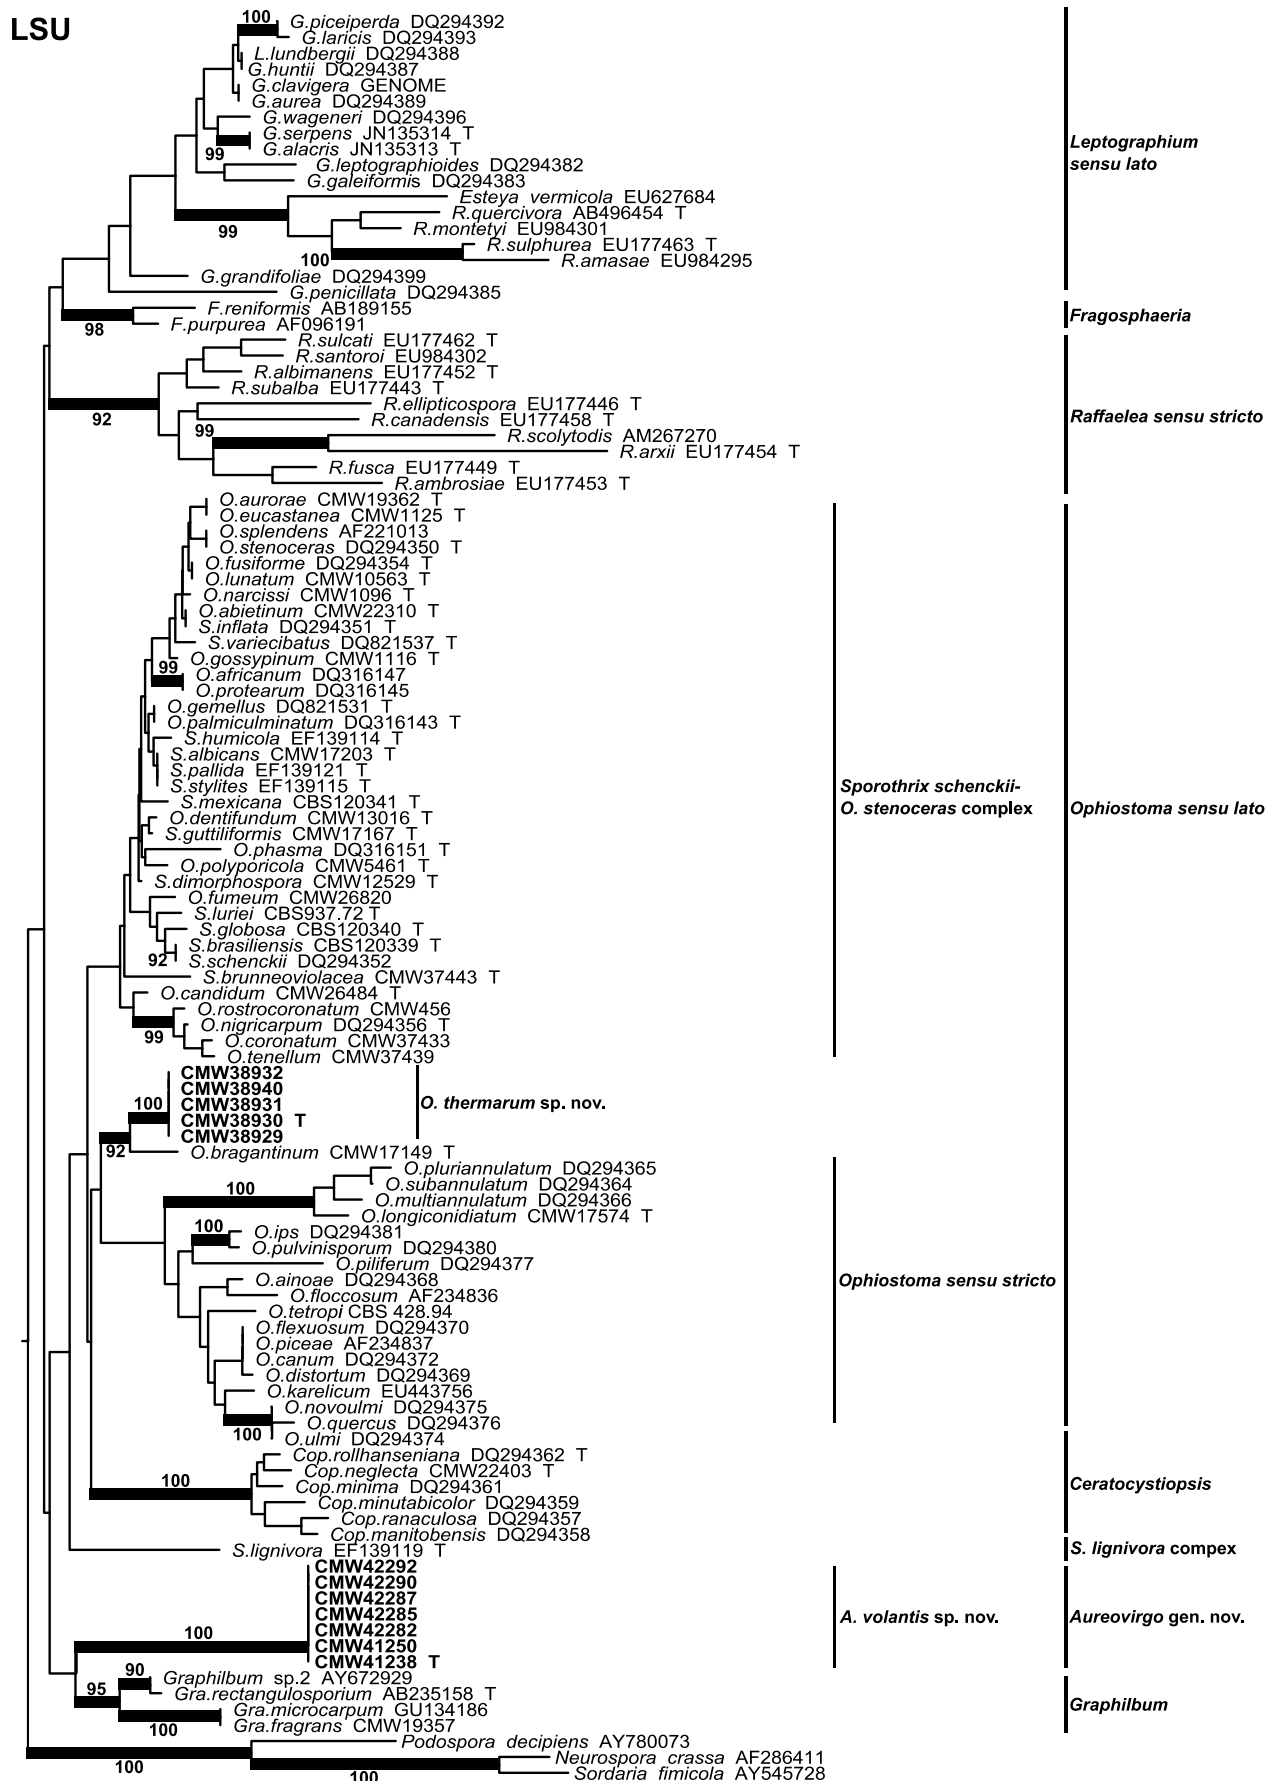 LSU
100
G.piceiperda DQ294392
G.laricis DQ294393
L.lundbergii DQ294388
G.huntii DQ294387
G.clavigera GENOME
G.aurea DQ294389
G.wageneri DQ294396
G.serpens JN135314 T
G.alacris JN135313 T
99
G.leptographioides DQ294382
G.galeiformis DQ294383
Esteya vermicola EU627684
R.quercivora AB496454 T
99
R.montetyi EU984301
R.sulphurea EU177463 T
100
R.amasae EU984295
G.grandifoliae DQ294399
G.penicillata DQ294385
Leptographium
sensu lato
F.reniformis AB189155
F.purpurea AF096191
98
Fragosphaeria
R.sulcati EU177462 T
R.santoroi EU984302
R.albimanens EU177452 T
R.subalba EU177443 T
92
R.ellipticospora EU177446 T
R.canadensis EU177458 T
99
R.scolytodis AM267270
R.arxii EU177454 T
R.fusca EU177449 T
R.ambrosiae EU177453 T
Raffaelea sensu stricto
O.aurorae CMW19362 T
O.eucastanea CMW1125 T
O.splendens AF221013
O.stenoceras DQ294350 T
O.fusiforme DQ294354 T
O.lunatum CMW10563 T
O.narcissi CMW1096 T
O.abietinum CMW22310 T
S.inflata DQ294351 T
S.variecibatus DQ821537 T
O.gossypinum CMW1116 T
99
O.africanum DQ316147
O.protearum DQ316145
O.gemellus DQ821531 T
O.palmiculminatum DQ316143 T
S.humicola EF139114 T
S.albicans CMW17203 T
S.pallida EF139121 T
S.stylites EF139115 T
S.mexicana CBS120341 T
O.dentifundum CMW13016 T
S.guttiliformis CMW17167 T
O.phasma DQ316151 T
O.polyporicola CMW5461 T
S.dimorphospora CMW12529 T
O.fumeum CMW26820
S.luriei CBS937.72 T
S.globosa CBS120340 T
S.brasiliensis CBS120339 T
92
S.schenckii DQ294352
S.brunneoviolacea CMW37443 T
O.candidum CMW26484 T
O.rostrocoronatum CMW456
O.nigricarpum DQ294356 T
99
O.coronatum CMW37433
O.tenellum CMW37439
Sporothrix schenckii-
O. stenoceras complex
Ophiostoma sensu lato
CMW38932
CMW38940
100
CMW38931
CMW38930 T
CMW38929
O. thermarum sp. nov.
92
O.bragantinum CMW17149 T
O.pluriannulatum DQ294365
O.subannulatum DQ294364
100
O.multiannulatum DQ294366
O.longiconidiatum CMW17574 T
100
O.ips DQ294381
O.pulvinisporum DQ294380
O.piliferum DQ294377
O.ainoae DQ294368
O.floccosum AF234836
O.tetropi CBS 428.94
O.flexuosum DQ294370
O.piceae AF234837
O.canum DQ294372
O.distortum DQ294369
O.karelicum EU443756
O.novoulmi DQ294375
O.quercus DQ294376
100
O.ulmi DQ294374
Ophiostoma sensu stricto
Cop.rollhanseniana DQ294362 T
Cop.neglecta CMW22403 T
100
Cop.minima DQ294361
Cop.minutabicolor DQ294359
Cop.ranaculosa DQ294357
Cop.manitobensis DQ294358
Ceratocystiopsis
S.lignivora EF139119 T
S. lignivora compex
CMW42292
CMW42290
CMW42287
CMW42285
CMW42282
CMW41250
CMW41238 T
100
A. volantis sp. nov.
Aureovirgo gen. nov.
90
Graphilbum sp.2 AY672929
95
Gra.rectangulosporium AB235158 T
Gra.microcarpum GU134186
Gra.fragrans CMW19357
100
Graphilbum
Podospora decipiens AY780073
100
Neurospora crassa AF286411
100
Sordaria fimicola AY545728